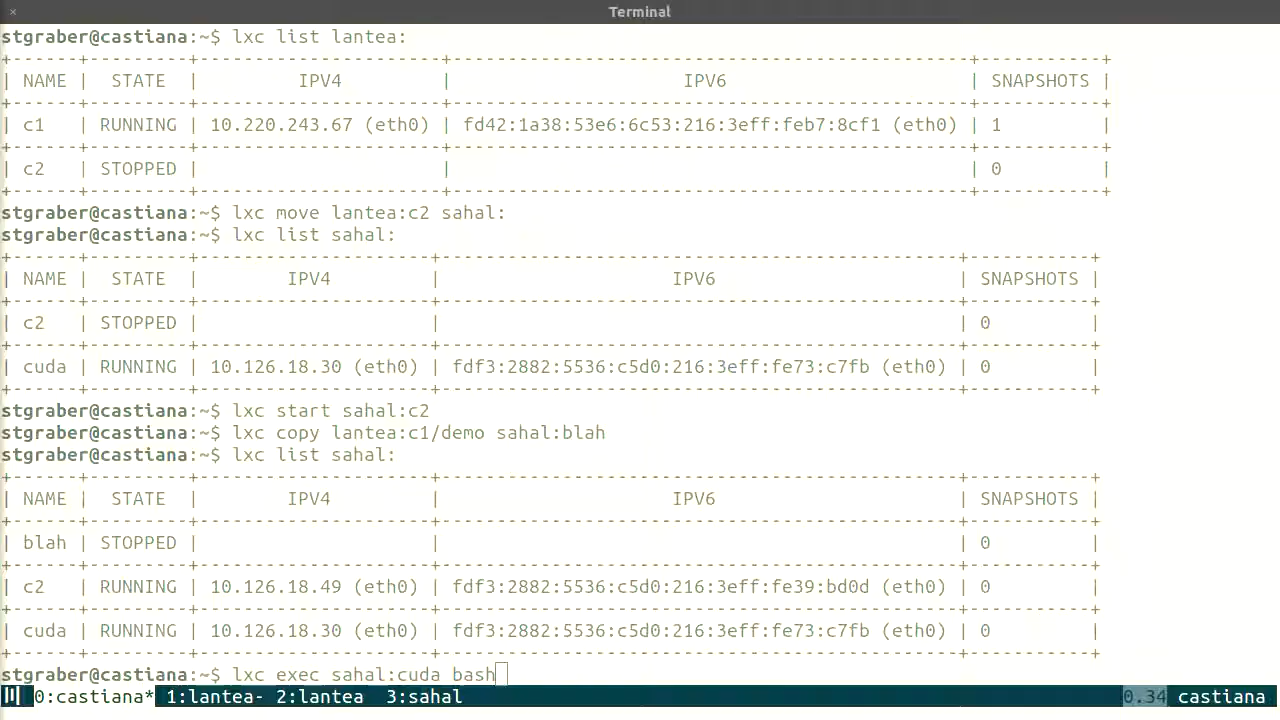 Terminal
stgraber@castiana:~$ lxc list lantea:
+------+---------+----------------------+-----------------------------------------------+-----------+
| NAME | STATE | IPV4 | IPV6 | SNAPSHOTS |
+------+---------+----------------------+-----------------------------------------------+-----------+
| c1 | RUNNING | 10.220.243.67 (eth0) | fd42:1a38:53e6:6c53:216:3eff:feb7:8cf1 (eth0) | 1 |
+------+---------+----------------------+-----------------------------------------------+-----------+
| c2 | STOPPED | | | 0 |
+------+---------+----------------------+-----------------------------------------------+-----------+
stgraber@castiana:~$ lxc move lantea:c2 sahal:
stgraber@castiana:~$ lxc list sahal:
+------+---------+---------------------+-----------------------------------------------+-----------+
| NAME | STATE | IPV4 | IPV6 | SNAPSHOTS |
+------+---------+---------------------+-----------------------------------------------+-----------+
| c2 | STOPPED | | | 0 |
+------+---------+---------------------+-----------------------------------------------+-----------+
| cuda | RUNNING | 10.126.18.30 (eth0) | fdf3:2882:5536:c5d0:216:3eff:fe73:c7fb (eth0) | 0 |
+------+---------+---------------------+-----------------------------------------------+-----------+
stgraber@castiana:~$ lxc start sahal:c2
stgraber@castiana:~$ lxc copy lantea:c1/demo sahal:blah
stgraber@castiana:~$ lxc list sahal:
+------+---------+---------------------+-----------------------------------------------+-----------+
| NAME | STATE | IPV4 | IPV6 | SNAPSHOTS |
+------+---------+---------------------+-----------------------------------------------+-----------+
| blah | STOPPED | | | 0 |
+------+---------+---------------------+-----------------------------------------------+-----------+
| c2 | RUNNING | 10.126.18.49 (eth0) | fdf3:2882:5536:c5d0:216:3eff:fe39:bd0d (eth0) | 0 |
+------+---------+---------------------+-----------------------------------------------+-----------+
| cuda | RUNNING | 10.126.18.30 (eth0) | fdf3:2882:5536:c5d0:216:3eff:fe73:c7fb (eth0) | 0 |
+------+---------+---------------------+-----------------------------------------------+-----------+
stgraber@castiana:~$ lxc exec sahal:cuda bash
0:castiana* 1:lantea- 2:lantea 3:sahal 0.34 castiana